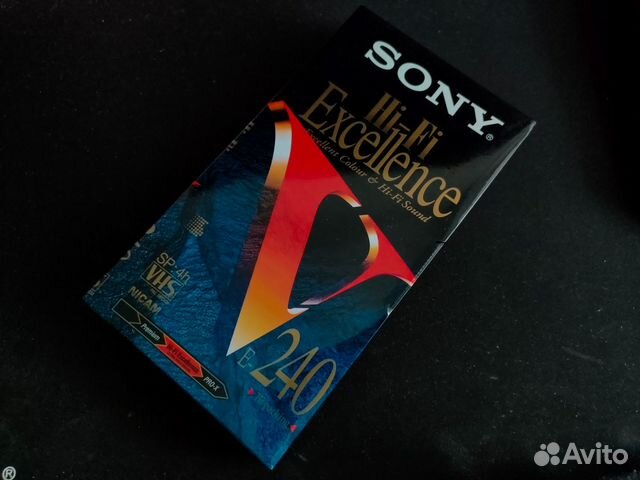 SONY®
Hi-Fi
Excellence
Excellent Colour & Hi-Fi Sound
SP·4h
VHS
NICAM
Premium
PRO-X
E-240
®
Avito